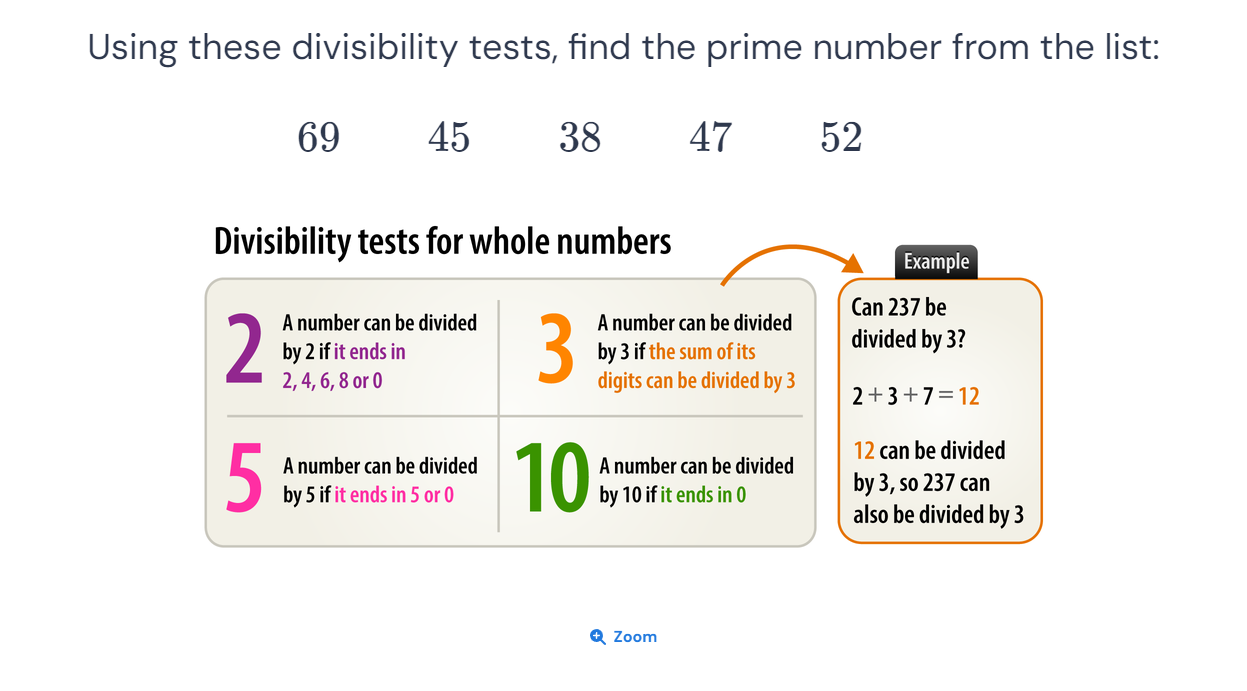 Using these divisibility tests, find the prime number from the list:
69 45 38 47 52
Divisibility tests for whole numbers
2
A number can be divided
by 2 if it ends in
2, 4, 6, 8 or 0
3
A number can be divided
by 3 if the sum of its
digits can be divided by 3
5
A number can be divided
by 5 if it ends in 5 or 0
10
A number can be divided
by 10 if it ends in 0
Example
Can 237 be
divided by 3?
2 + 3 + 7 = 12
12 can be divided
by 3, so 237 can
also be divided by 3
Zoom